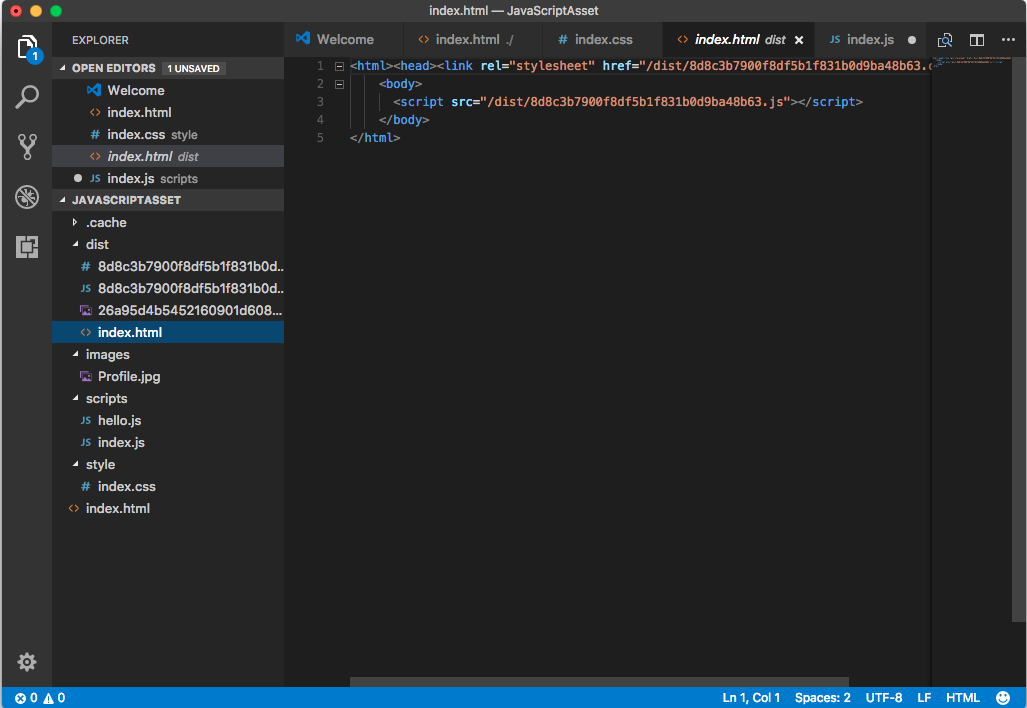 index.html — JavaScriptAsset
EXPLORER
Welcome
index.html ./
index.css
index.html dist
index.js
1
OPEN EDITORS 1 UNSAVED
Welcome
index.html
index.css style
index.html dist
index.js scripts
JAVASCRIPTASSET
.cache
dist
8d8c3b7900f8df5b1f831b0d...
8d8c3b7900f8df5b1f831b0d...
26a95d4b5452160901d608...
index.html
images
Profile.jpg
scripts
hello.js
index.js
style
index.css
index.html
1 <html><head><link rel="stylesheet" href="/dist/8d8c3b7900f8df5b1f831b0d9ba48b63.c
2 <body>
3 <script src="/dist/8d8c3b7900f8df5b1f831b0d9ba48b63.js"></script>
4 </body>
5 </html>
0 0
Ln 1, Col 1 Spaces: 2 UTF-8 LF HTML